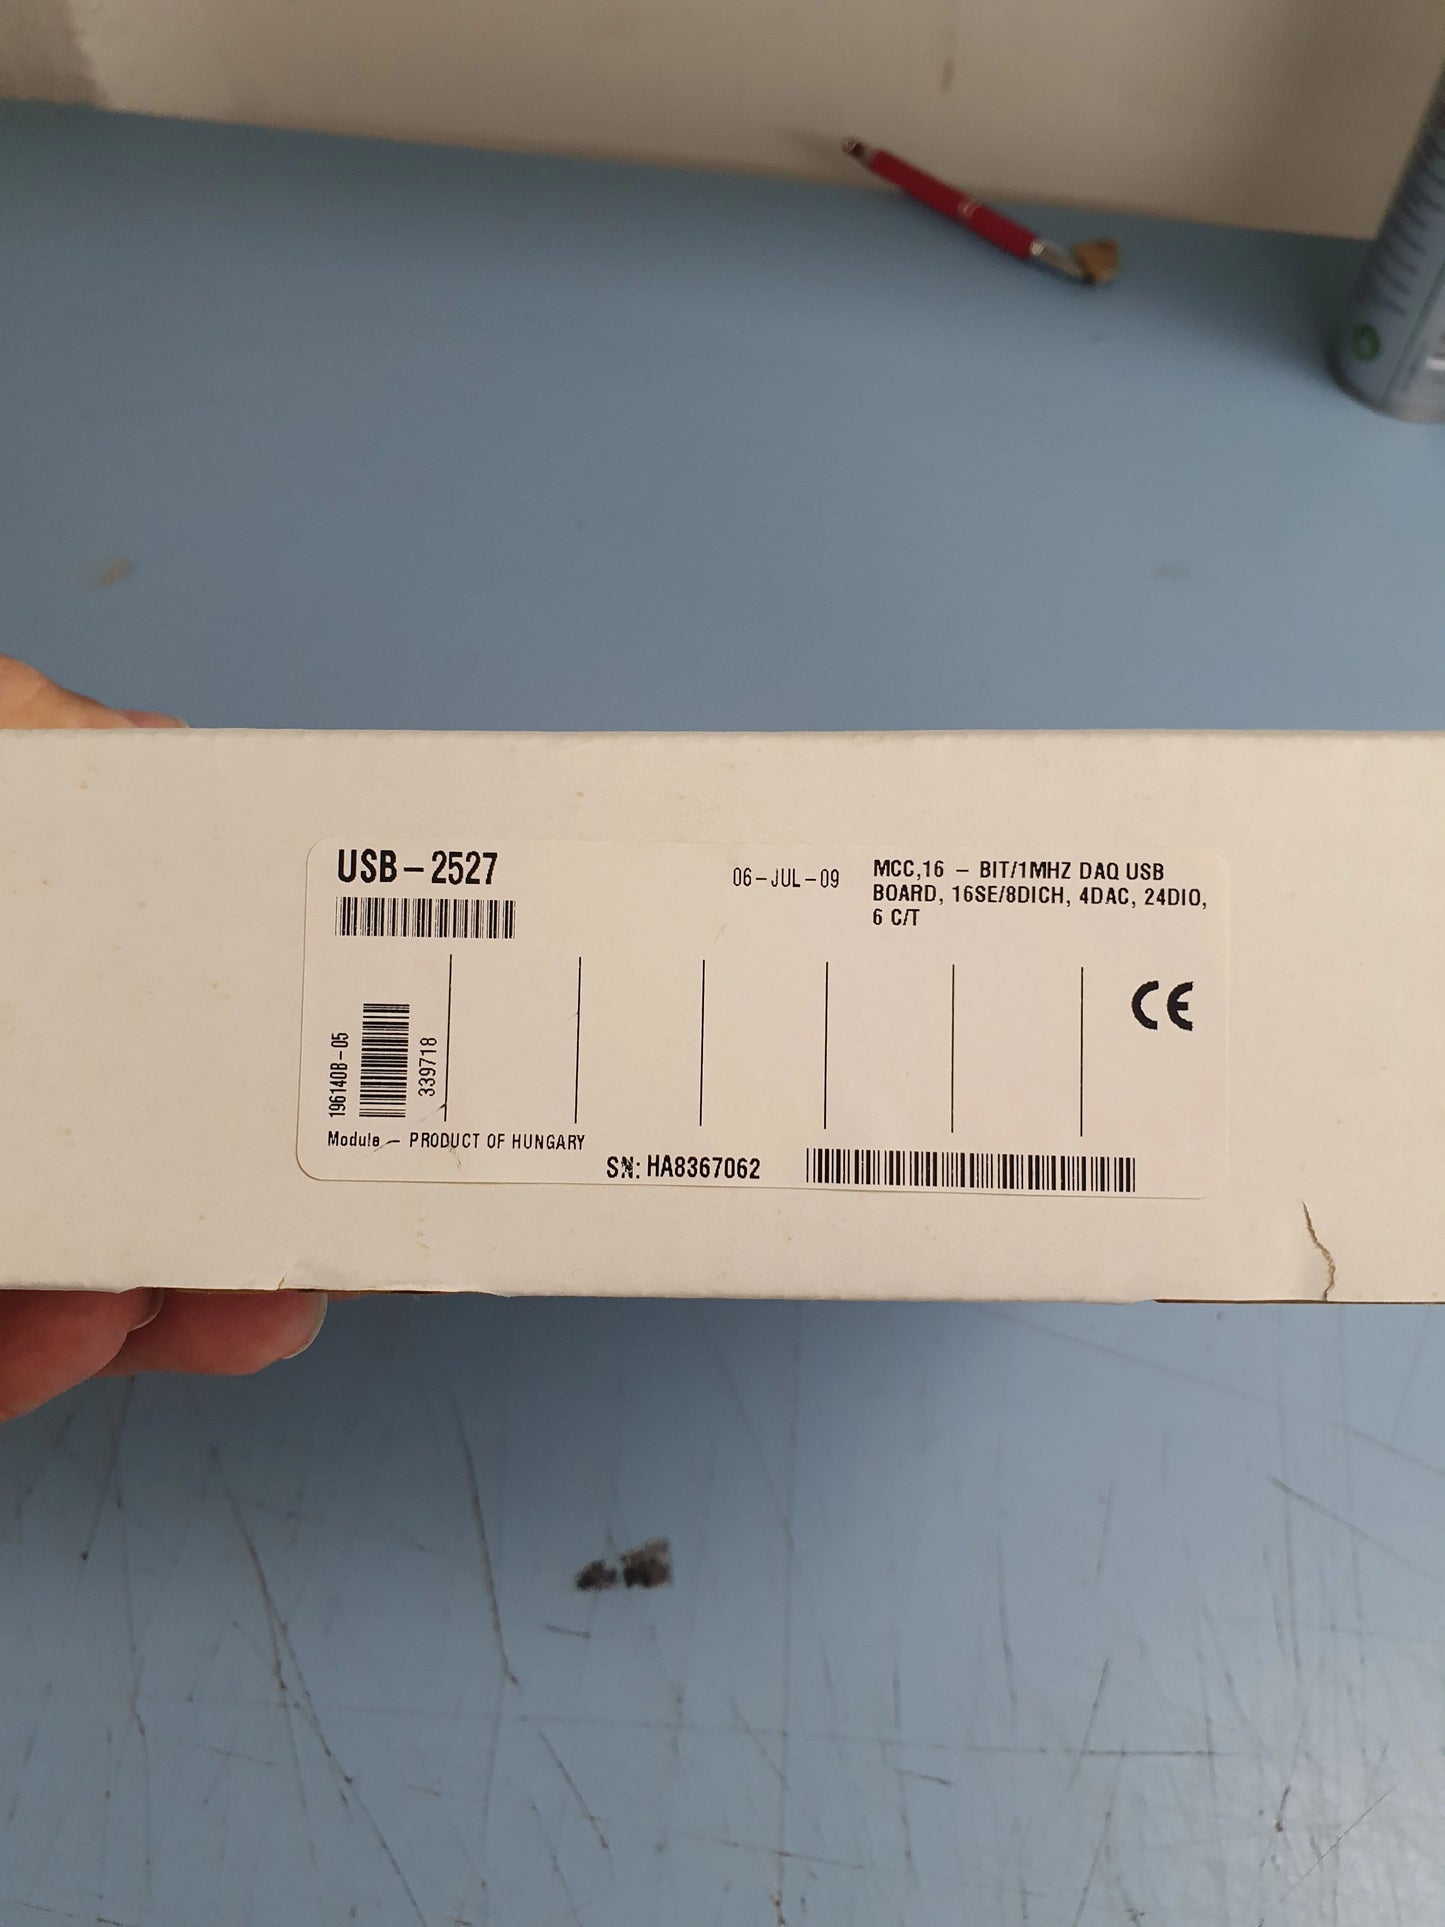 USB-2527
06-JUL-09
MCC,16 - BIT/1MHZ DAQ USB
BOARD, 16SE/8DICH, 4DAC, 24DIO,
6 C/T
196140B-05
339718
CE
Module - PRODUCT OF HUNGARY
SN: HA8367062